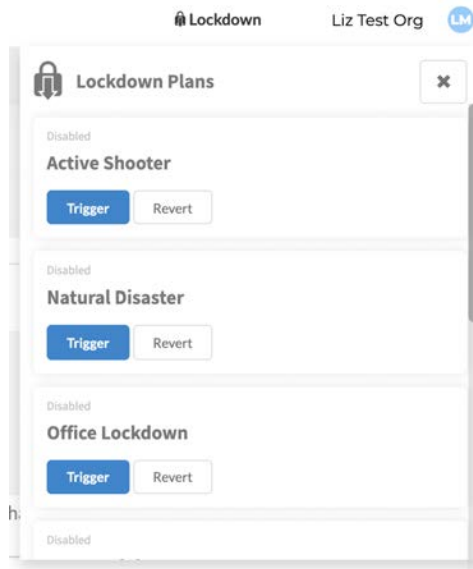 Lockdown
Liz Test Org
LM
Lockdown Plans
Disabled
Active Shooter
Trigger
Revert
Disabled
Natural Disaster
Trigger
Revert
Disabled
Office Lockdown
Trigger
Revert
Disabled